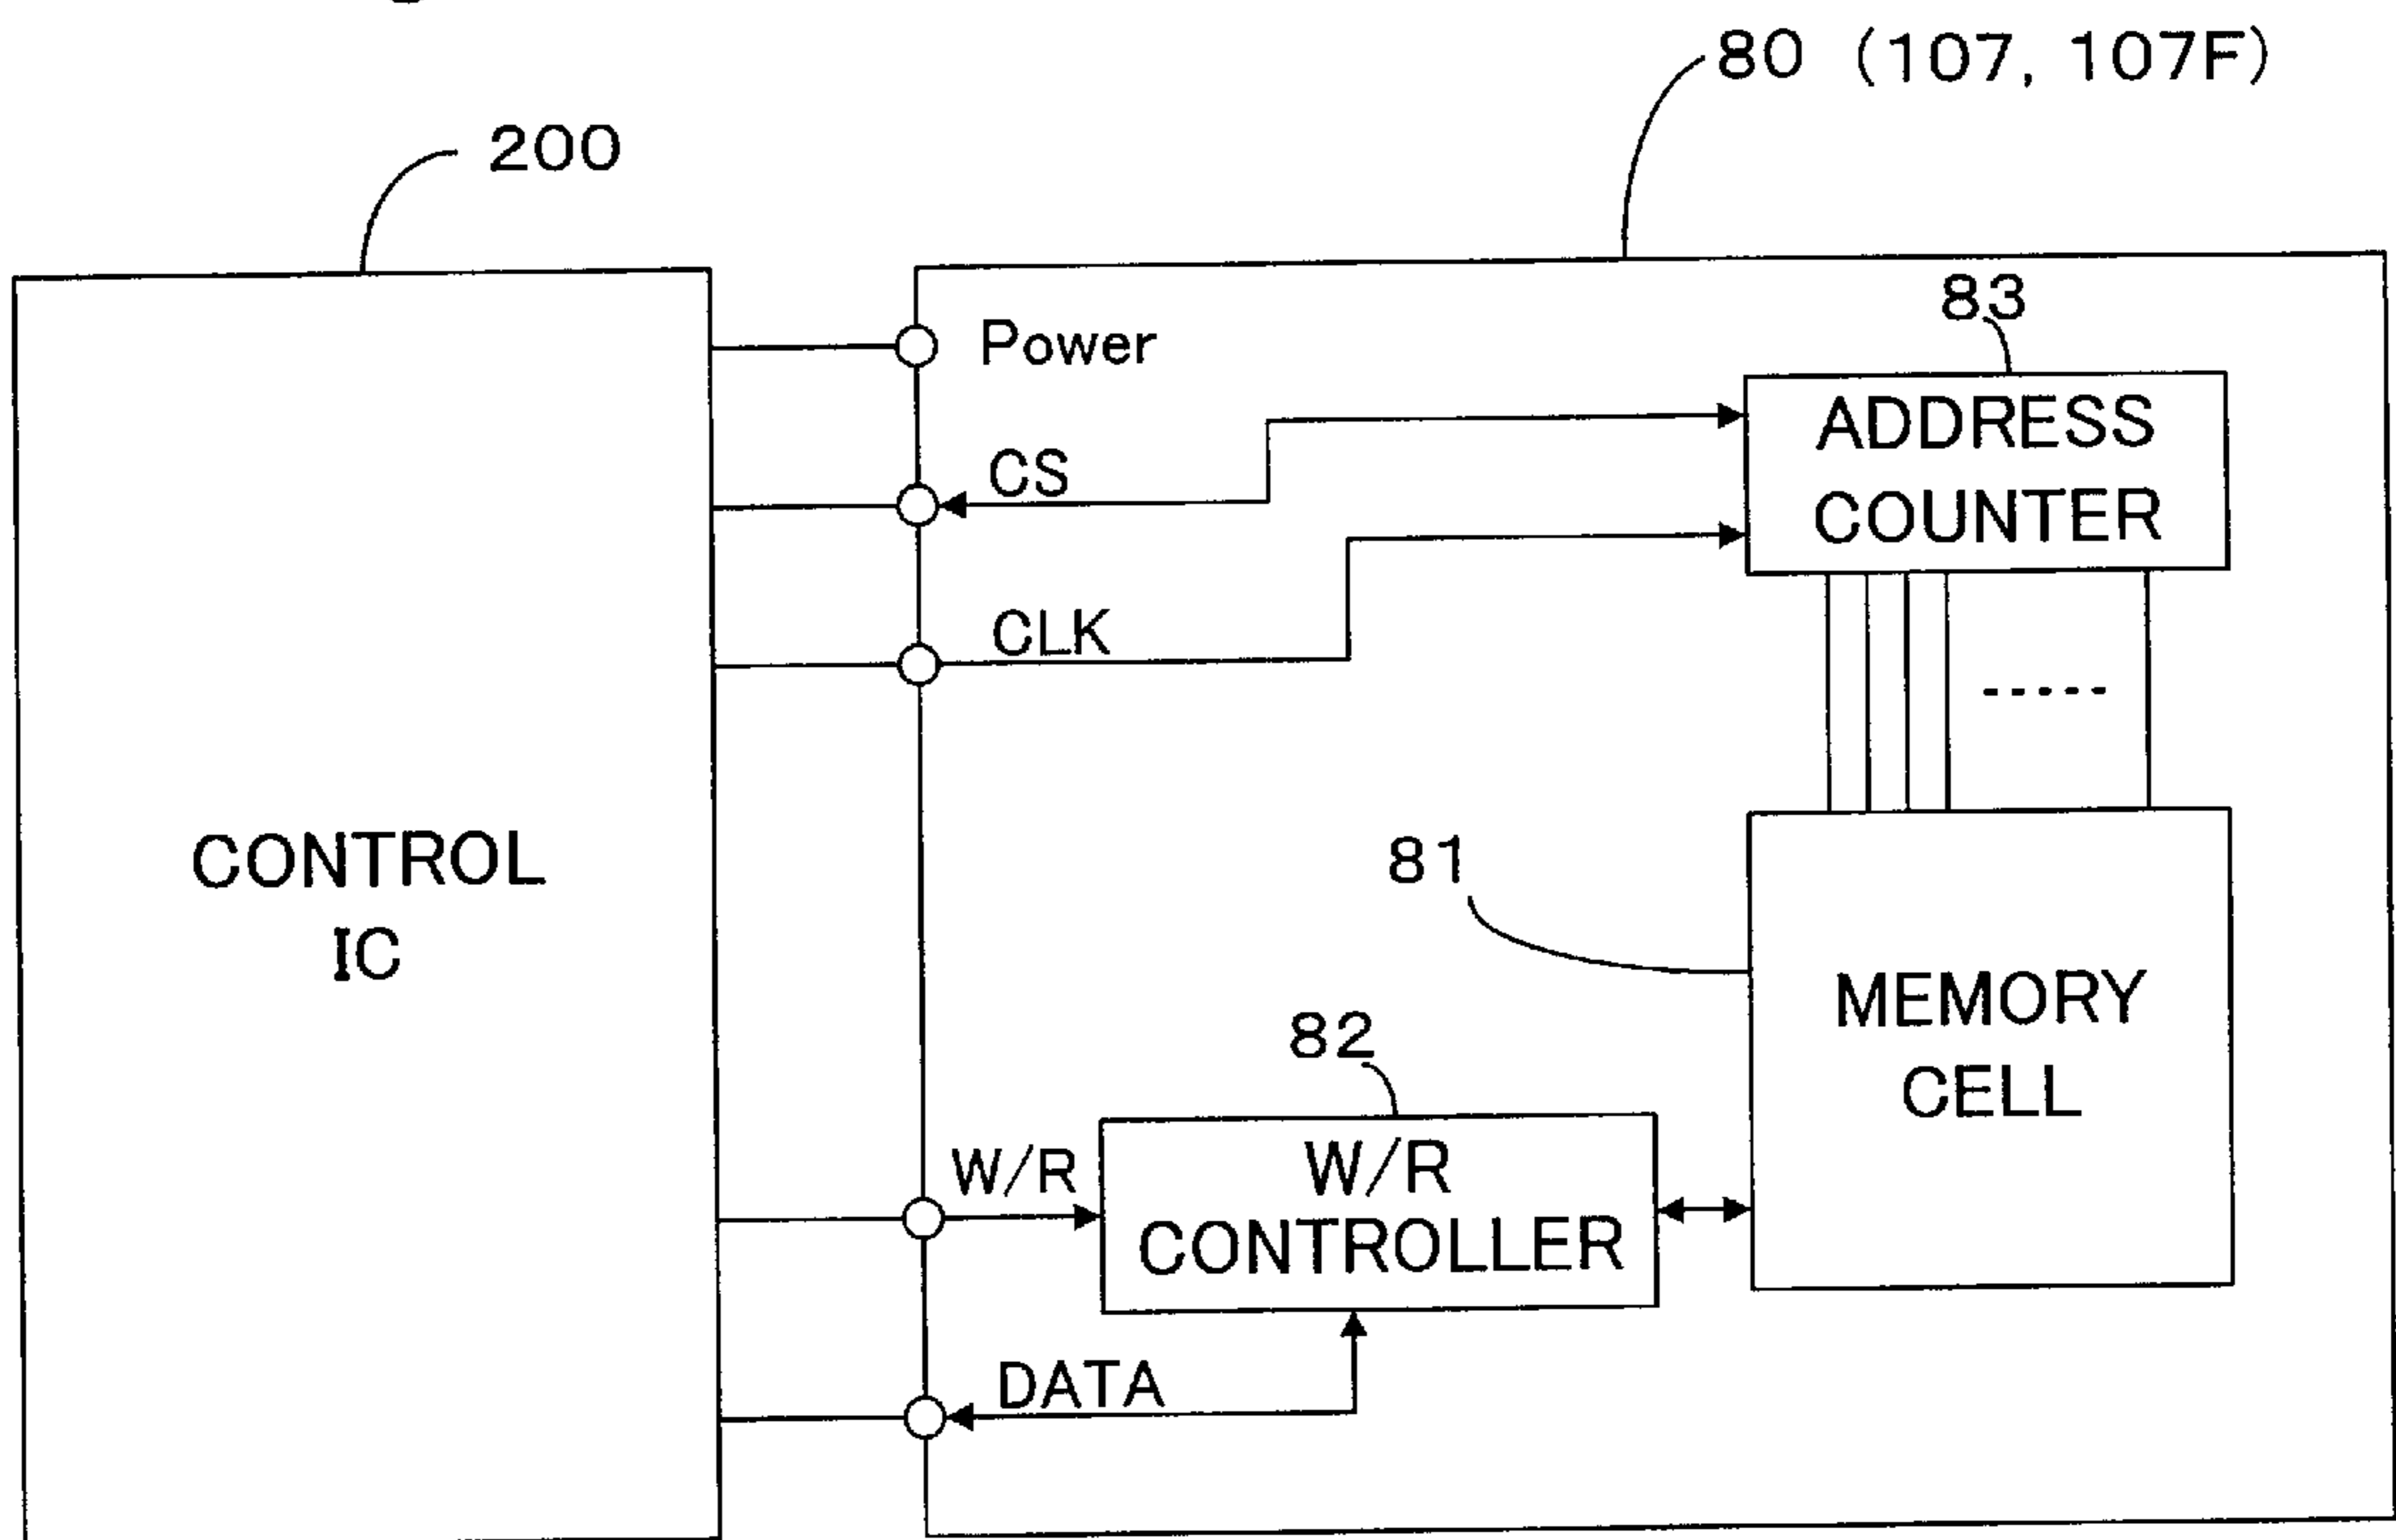 80 (107, 107F)
200
83
Power
ADDRESS
COUNTER
CS
CLK
CONTROL
IC
81
MEMORY
CELL
82
W/R
W/R
CONTROLLER
DATA